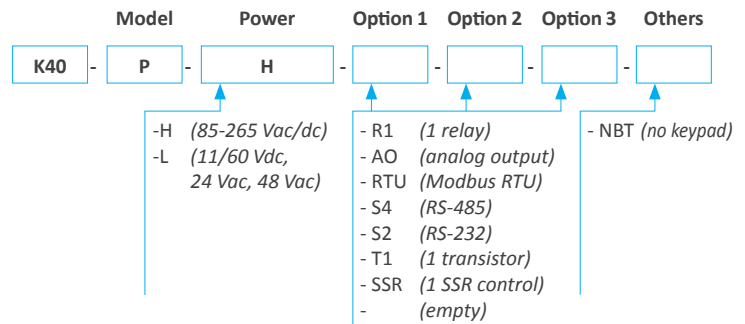 Model Power Option 1 Option 2 Option 3 Others
K40 - P - H - - - -
-H (85-265 Vac/dc)
-L (11/60 Vdc,
24 Vac, 48 Vac)
- R1 (1 relay)
- AO (analog output)
- RTU (Modbus RTU)
- S4 (RS-485)
- S2 (RS-232)
- T1 (1 transistor)
- SSR (1 SSR control)
- (empty)
- NBT (no keypad)